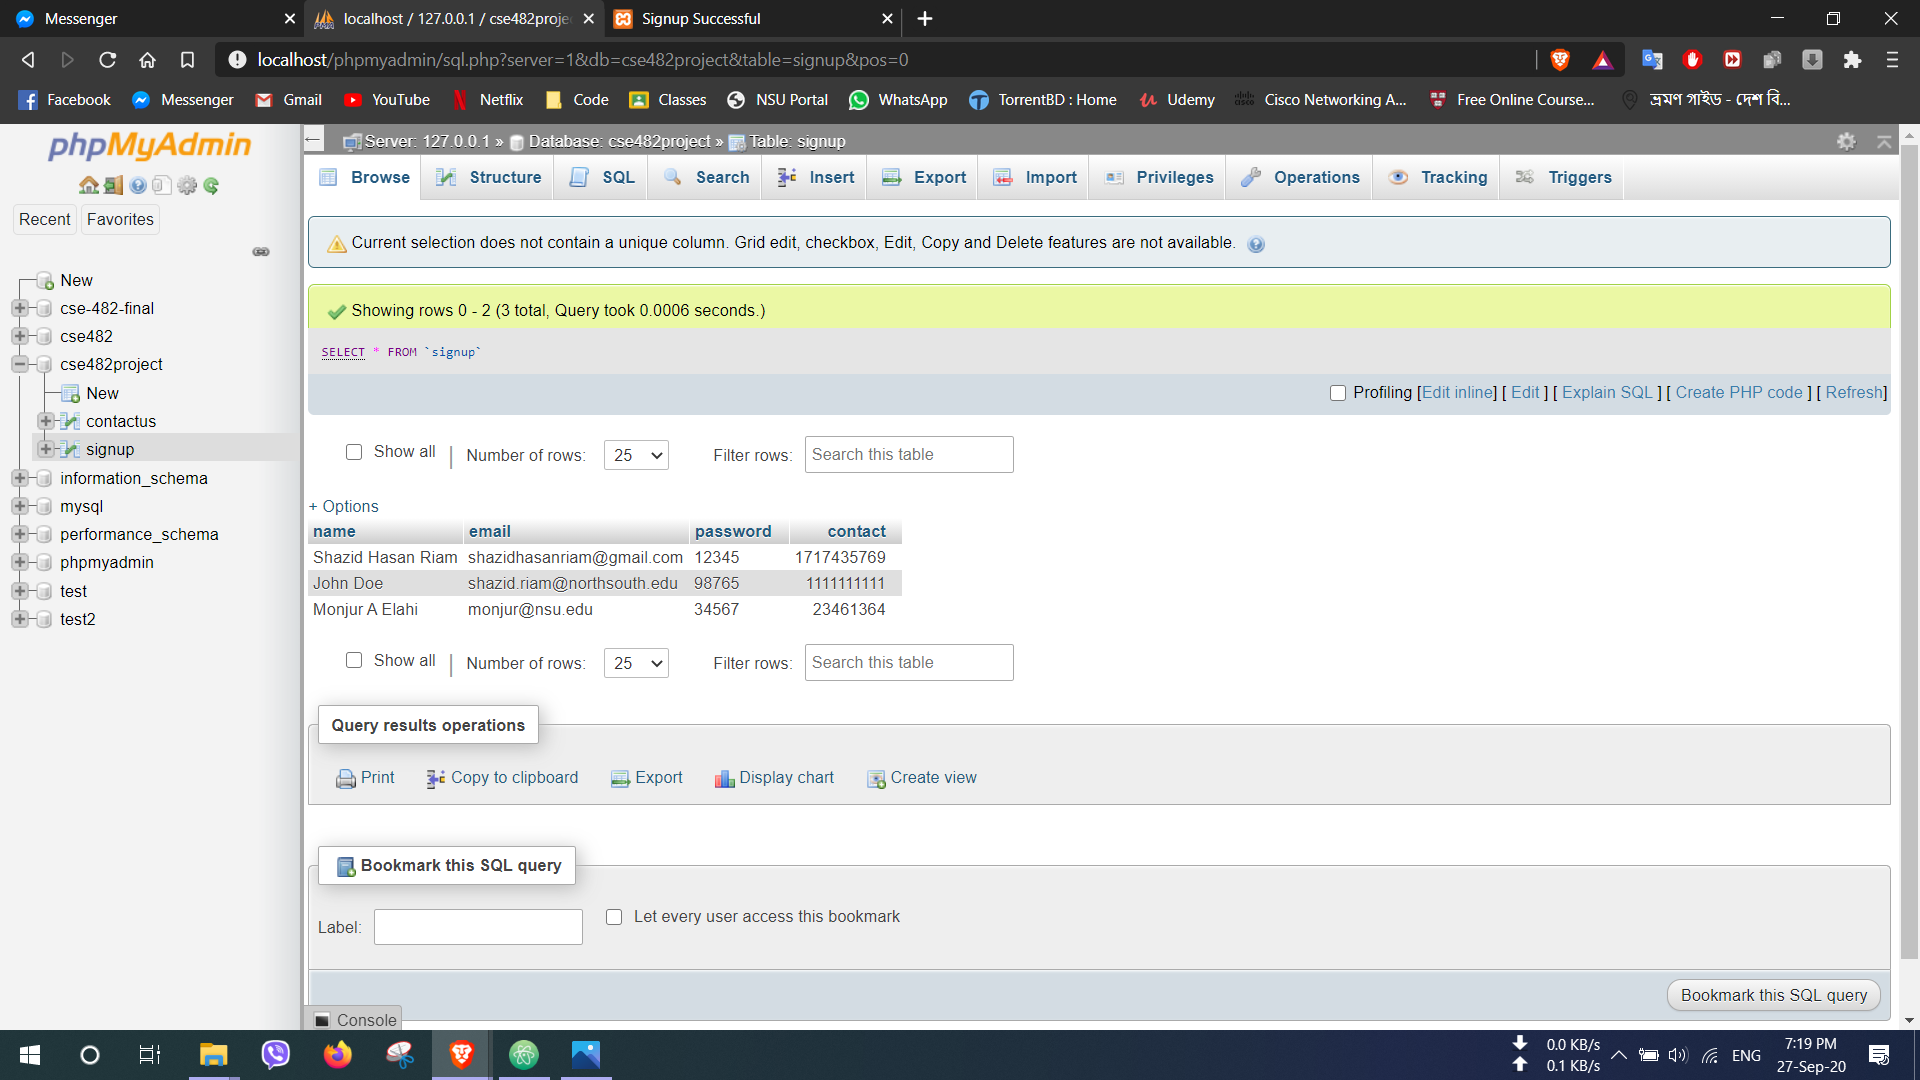 Messenger
localhost / 127.0.0.1 / cse482proje
Signup Successful
localhost/phpmyadmin/sql.php?server=1&db=cse482project&table=signup&pos=0
Facebook Messenger Gmail YouTube Netflix Code Classes NSU Portal WhatsApp TorrentBD : Home Udemy Cisco Networking A... Free Online Course... ভ্রমণ গাইড - দেশ বি...
phpMyAdmin
Recent Favorites
New
cse-482-final
cse482
cse482project
New
contactus
signup
information_schema
mysql
performance_schema
phpmyadmin
test
test2
Server: 127.0.0.1 » Database: cse482project » Table: signup
Browse Structure SQL Search Insert Export Import Privileges Operations Tracking Triggers
Current selection does not contain a unique column. Grid edit, checkbox, Edit, Copy and Delete features are not available.
Showing rows 0 - 2 (3 total, Query took 0.0006 seconds.)
SELECT * FROM `signup`
Profiling [Edit inline] [ Edit ] [ Explain SQL ] [ Create PHP code ] [ Refresh]
Show all | Number of rows: 25 Filter rows: Search this table
+ Options
name email password contact
Shazid Hasan Riam shazidhasanriam@gmail.com 12345 1717435769
John Doe shazid.riam@northsouth.edu 98765 1111111111
Monjur A Elahi monjur@nsu.edu 34567 23461364
Show all | Number of rows: 25 Filter rows: Search this table
Query results operations
Print Copy to clipboard Export Display chart Create view
Bookmark this SQL query
Label: Let every user access this bookmark
Bookmark this SQL query
Console
0.0 KB/s
0.1 KB/s
ENG
7:19 PM
27-Sep-20